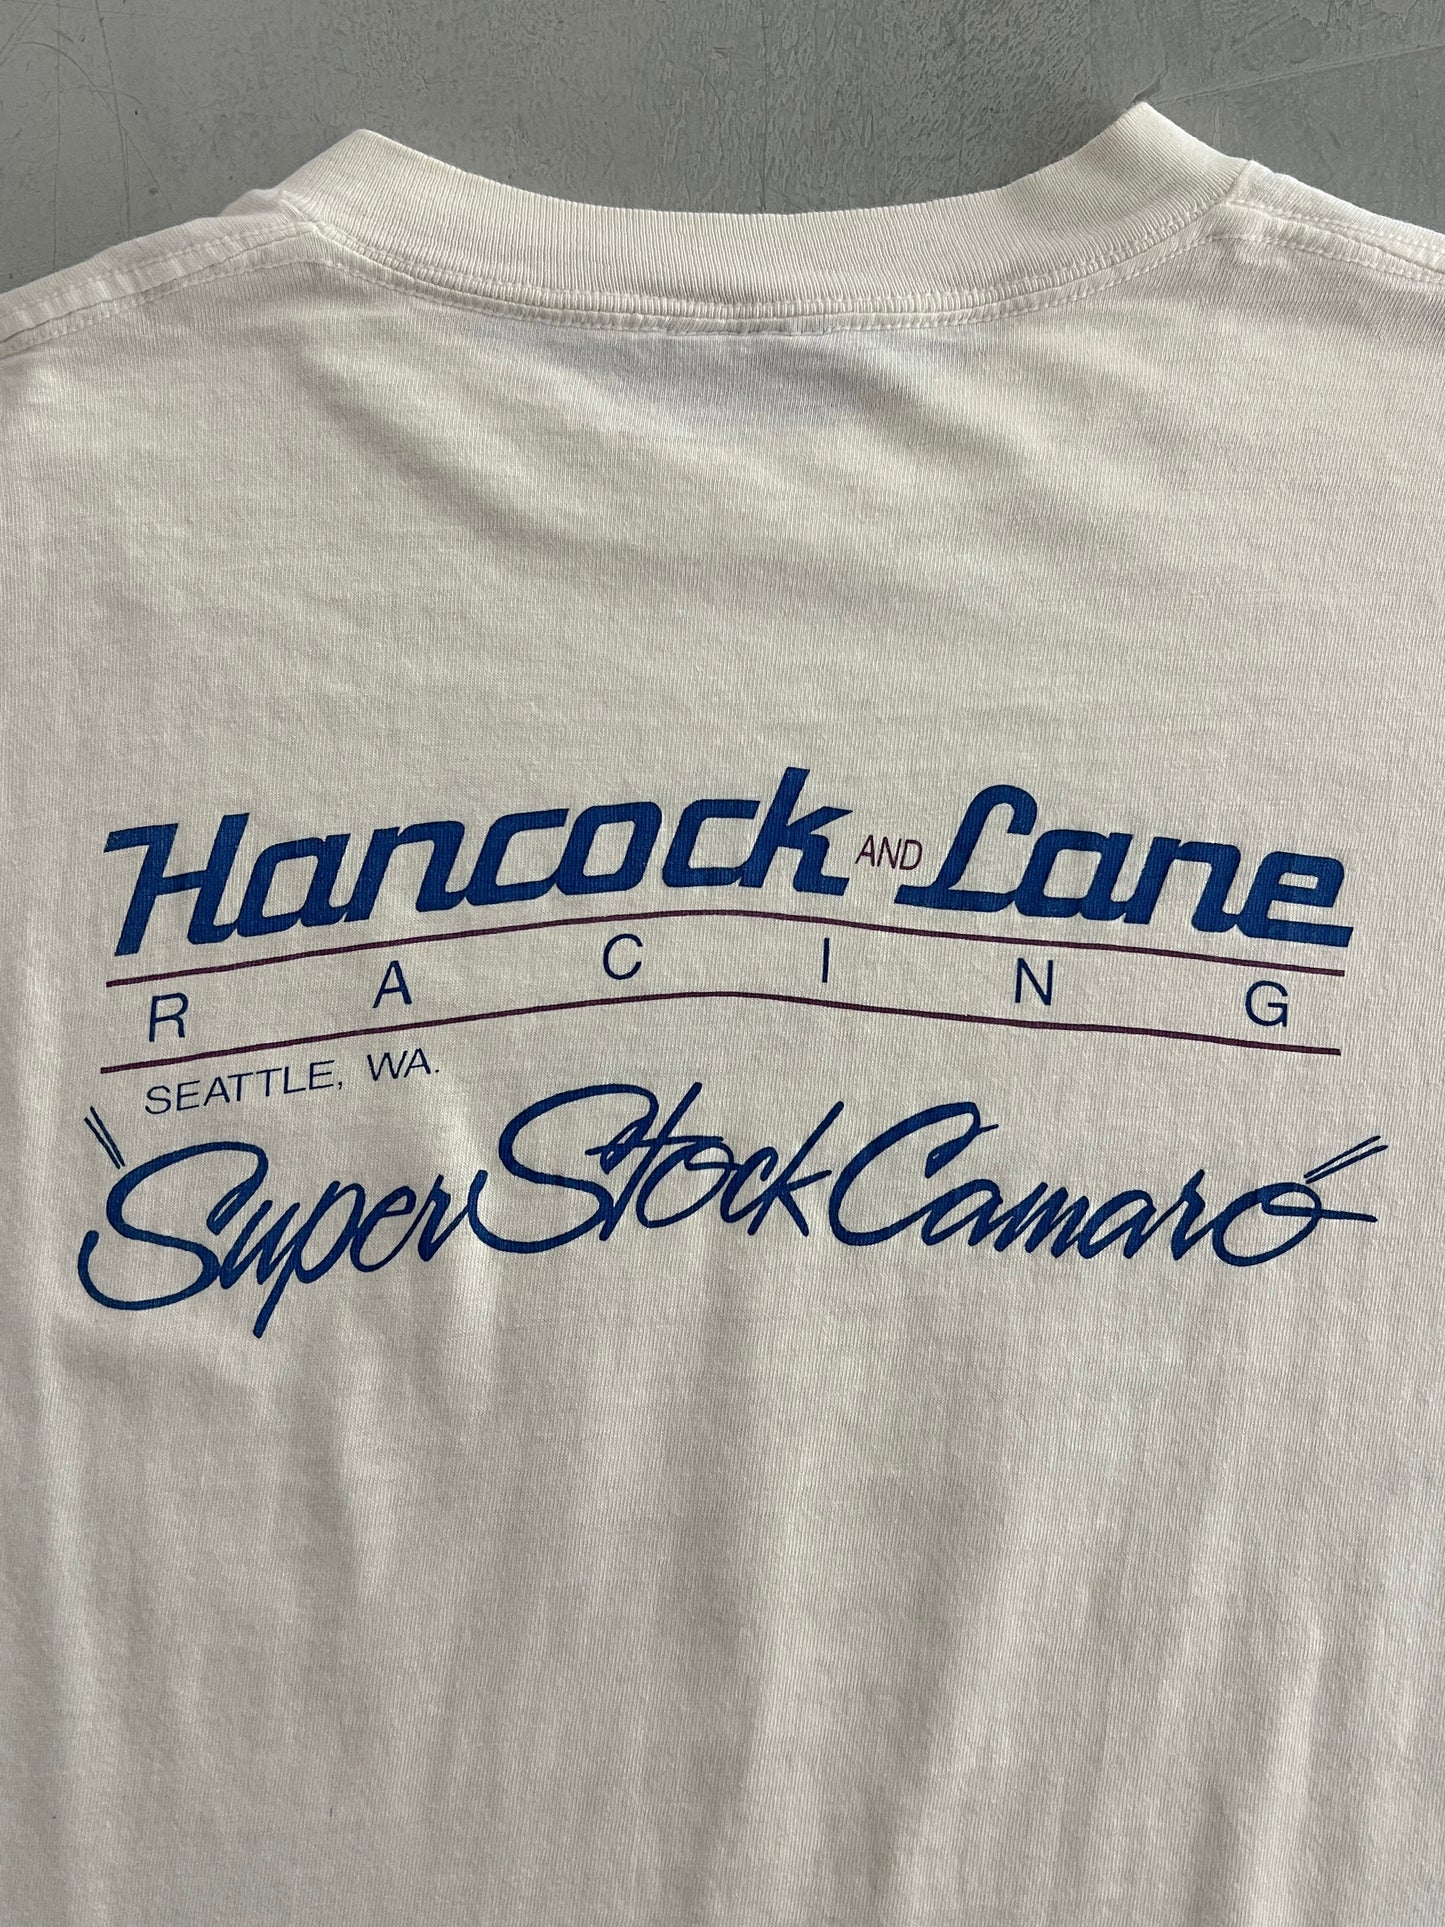 Hancock AND Lane
RACING
SEATTLE, WA.
"Super Stock Camaro"